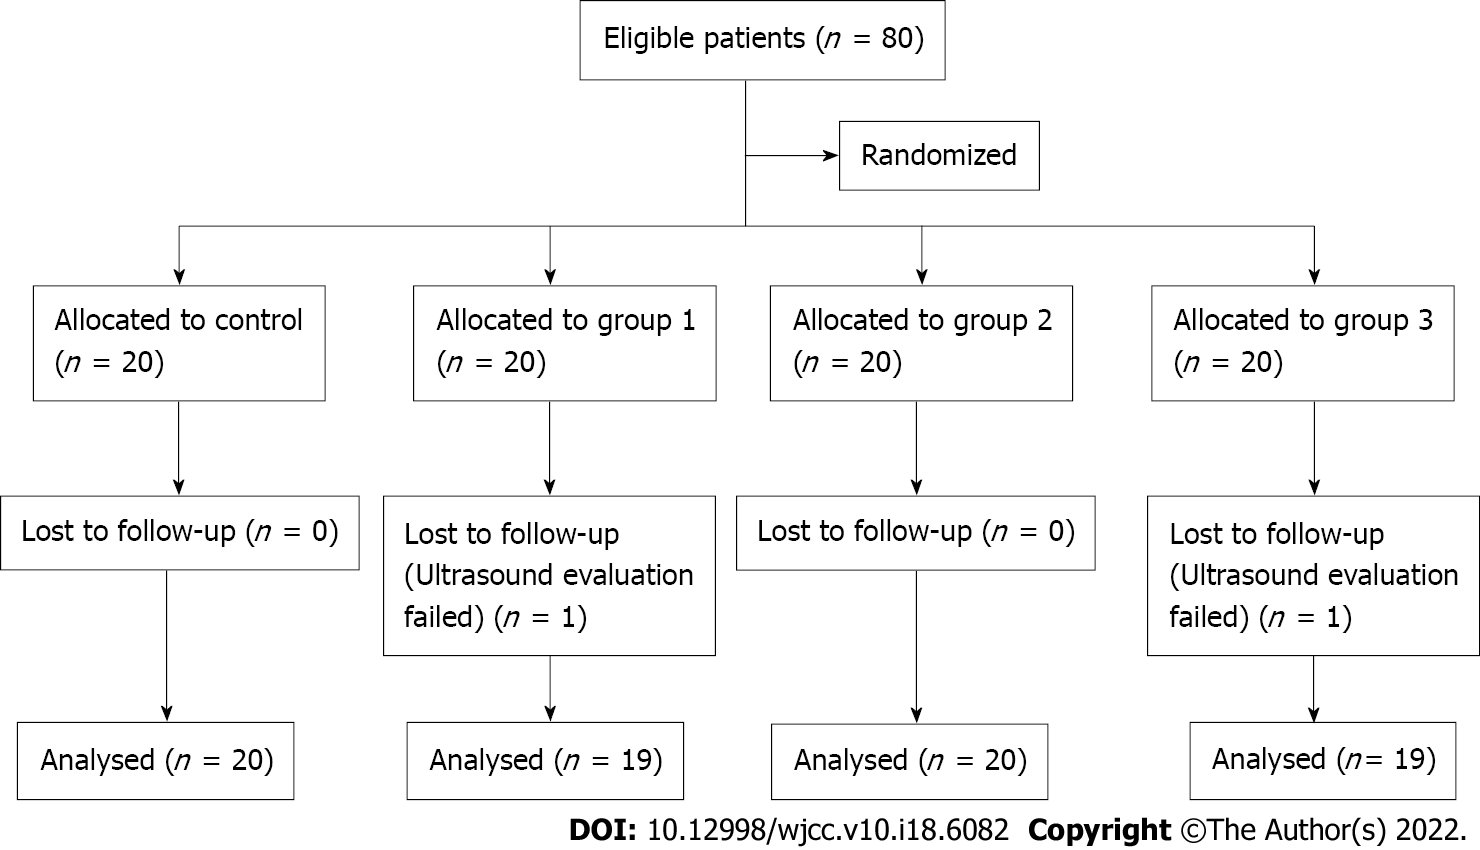 Eligible patients (n = 80)
Randomized
Allocated to control
(n = 20)
Allocated to group 1
(n = 20)
Allocated to group 2
(n = 20)
Allocated to group 3
(n = 20)
Lost to follow-up (n = 0)
Lost to follow-up
(Ultrasound evaluation
failed) (n = 1)
Lost to follow-up (n = 0)
Lost to follow-up
(Ultrasound evaluation
failed) (n = 1)
Analysed (n = 20)
Analysed (n = 19)
Analysed (n = 20)
Analysed (n= 19)
DOI: 10.12998/wjcc.v10.i18.6082 Copyright ©The Author(s) 2022.